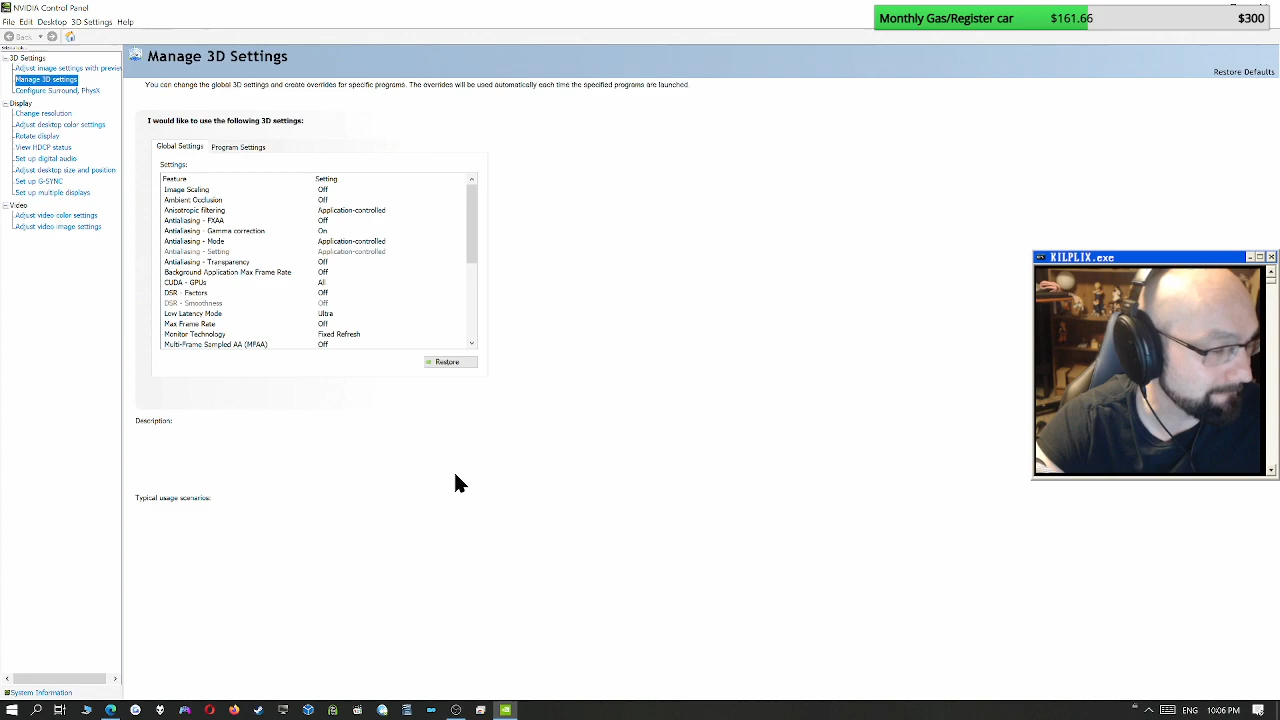 NVIDIA Control Panel
File Edit Desktop 3D Settings Help
Monthly Gas/Register car $161.66 $300
Back
3D Settings
Adjust image settings with previe
Manage 3D settings
Configure Surround, PhysX
Display
Change resolution
Adjust desktop color settings
Rotate display
View HDCP status
Set up digital audio
Adjust desktop size and position
Set up G-SYNC
Set up multiple displays
Video
Adjust video color settings
Adjust video image settings
System Information
Manage 3D Settings
Restore Defaults
You can change the global 3D settings and create overrides for specific programs. The overrides will be used automatically each time the specified programs are launched.
I would like to use the following 3D settings:
Global Settings Program Settings
Settings:
Feature Setting
Image Scaling Off
Ambient Occlusion Off
Anisotropic filtering Application-controlled
Antialiasing - FXAA Off
Antialiasing - Gamma correction On
Antialiasing - Mode Application-controlled
Antialiasing - Setting Application-controlled
Antialiasing - Transparency Off
Background Application Max Frame Rate Off
CUDA - GPUs All
DSR - Factors Off
DSR - Smoothness Off
Low Latency Mode Ultra
Max Frame Rate Off
Monitor Technology Fixed Refresh
Multi-Frame Sampled AA (MFAA) Off
Restore
Description:
Typical usage scenarios:
KILPLIX.exe
ENG 10:06 PM